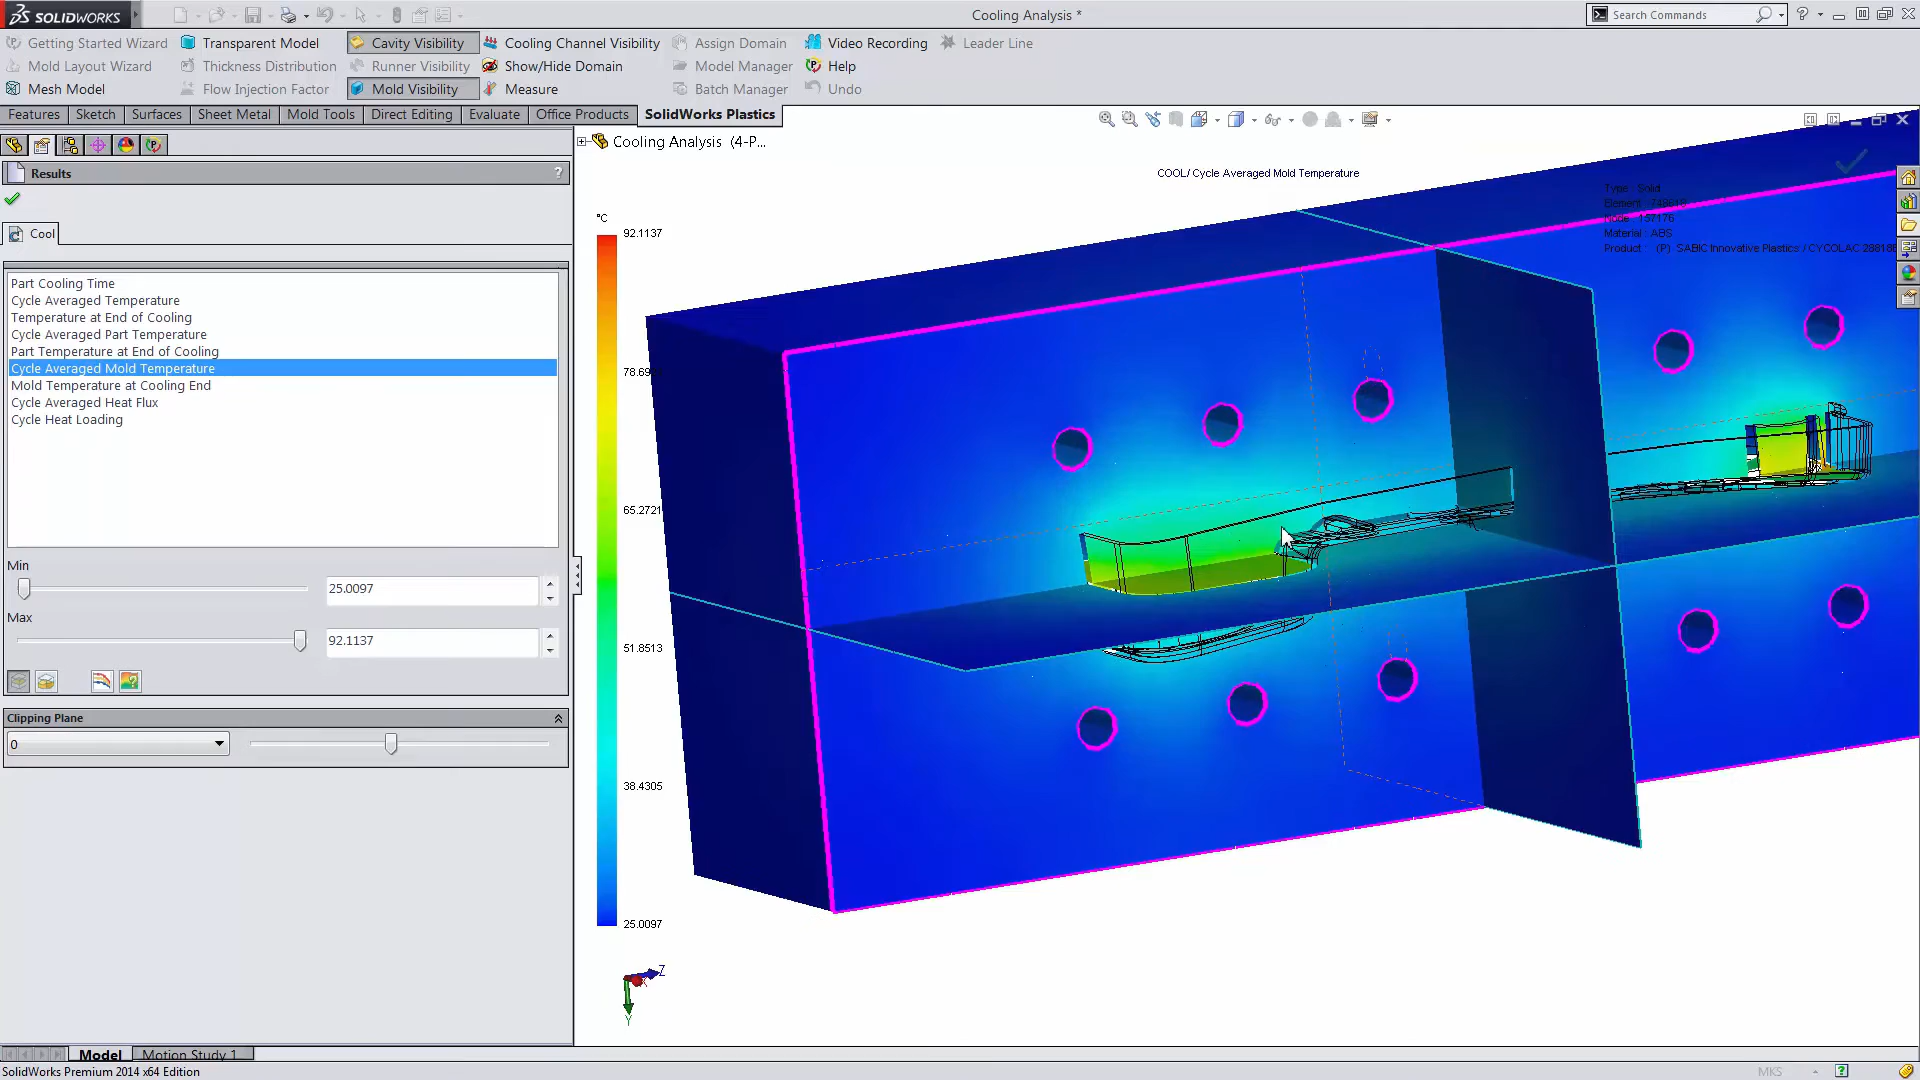 SOLIDWORKS
Cooling Analysis *
Search Commands
Getting Started Wizard
Transparent Model
Cavity Visibility
Cooling Channel Visibility
Assign Domain
Video Recording
Leader Line
Mold Layout Wizard
Thickness Distribution
Runner Visibility
Show/Hide Domain
Model Manager
Help
Mesh Model
Flow Injection Factor
Mold Visibility
Measure
Batch Manager
Undo
Features
Sketch
Surfaces
Sheet Metal
Mold Tools
Direct Editing
Evaluate
Office Products
SolidWorks Plastics
Cooling Analysis (4-P...
Results
?
Cool
COOL/ Cycle Averaged Mold Temperature
Type : Solid
Material : ABS
Product : (P) SABIC Innovative Plastics / CYCOLAC 28818
°C
92.1137
65.2721
51.8513
38.4305
25.0097
Part Cooling Time
Cycle Averaged Temperature
Temperature at End of Cooling
Cycle Averaged Part Temperature
Part Temperature at End of Cooling
Cycle Averaged Mold Temperature
Mold Temperature at Cooling End
Cycle Averaged Heat Flux
Cycle Heat Loading
Min
25.0097
Max
92.1137
Clipping Plane
0
Z
X
Y
Model
Motion Study 1
SolidWorks Premium 2014 x64 Edition
MKS